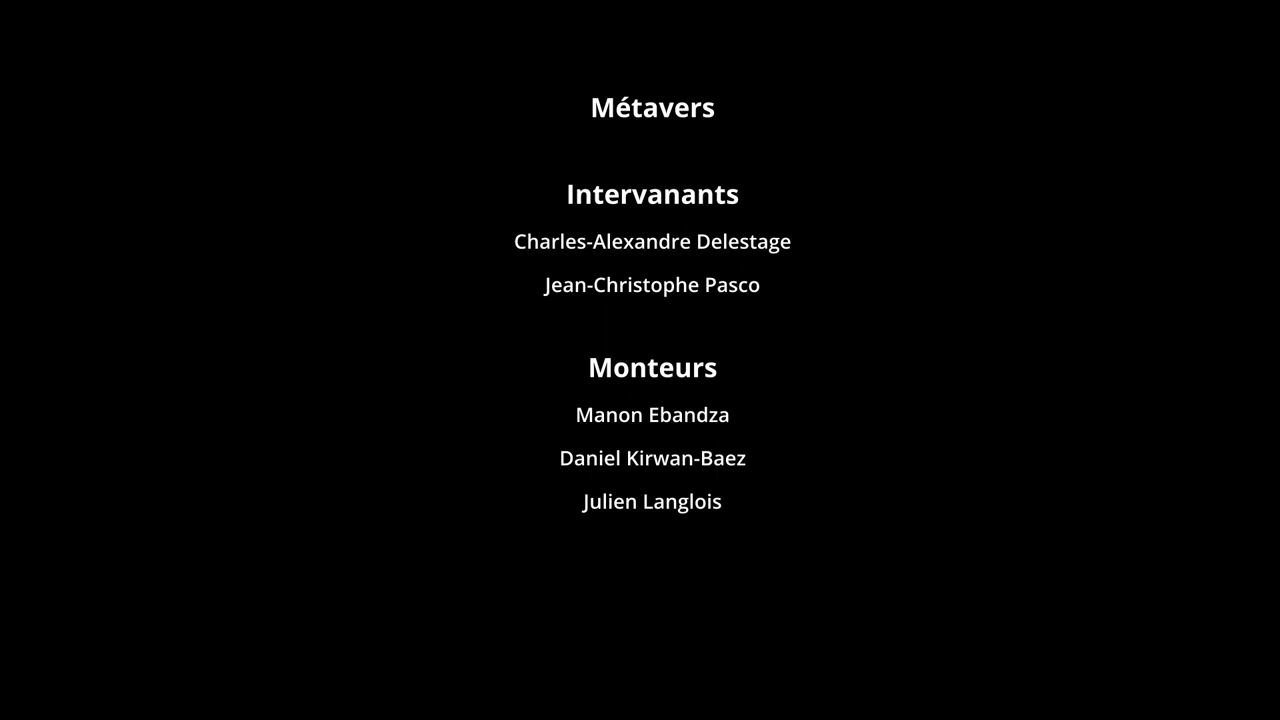 Métavers
Intervanants
Charles-Alexandre Delestage
Jean-Christophe Pasco
Monteurs
Manon Ebandza
Daniel Kirwan-Baez
Julien Langlois